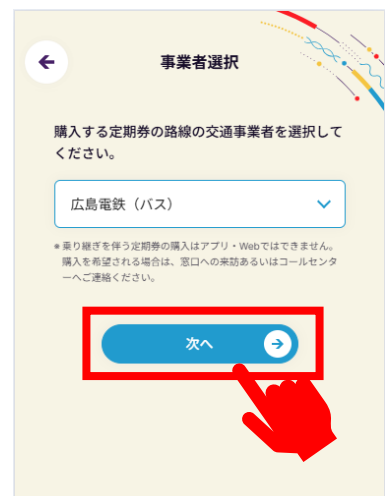 事業者選択
購入する定期券の路線の交通事業者を選択して
ください。
広島電鉄（バス）
※乗り継ぎを伴う定期券の購入はアプリ・Webではできません。
購入を希望される場合は、窓口への来訪あるいはコールセンタ
ーへご連絡ください。
次へ